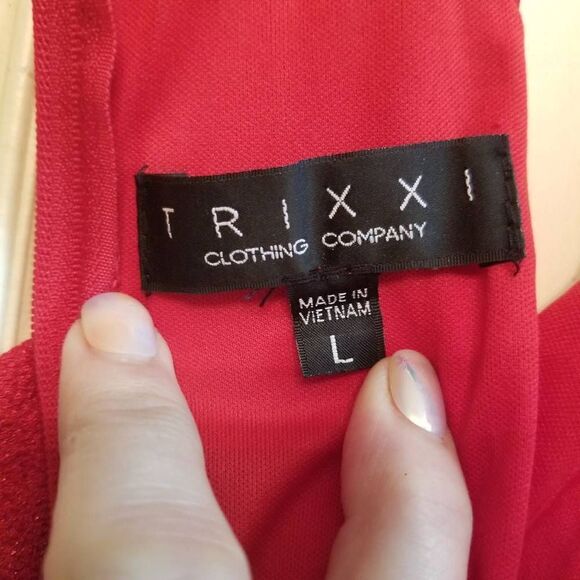 TRIXXI
CLOTHING COMPANY
MADE IN
VIETNAM
L